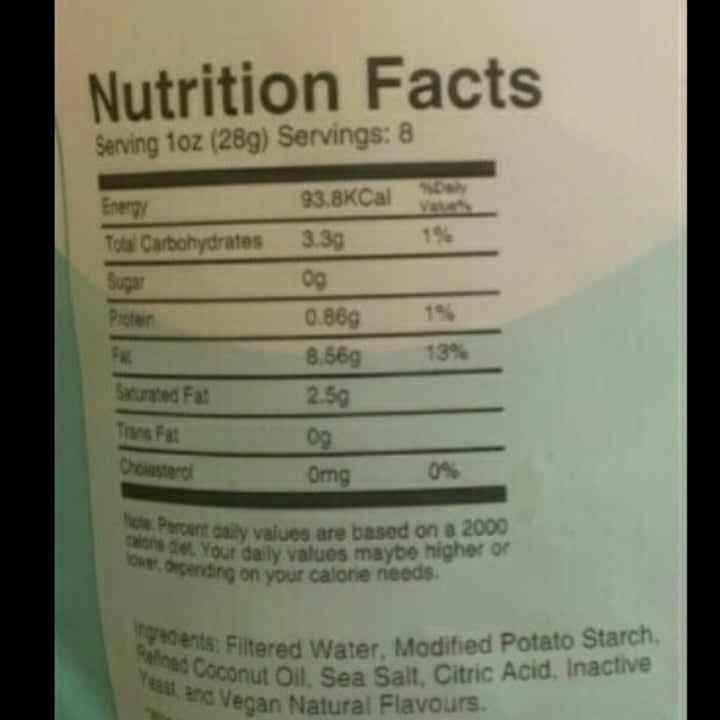 Nutrition Facts
Serving 1oz (28g) Servings: 8
Energy 93.8KCal %Daily Value%
Total Carbohydrates 3.3g 1%
Sugar 0g
Protein 0.86g 1%
Fat 8.56g 13%
Saturated Fat 2.5g
Trans Fat 0g
Cholesterol 0mg 0%
Note: Percent daily values are based on a 2000
calorie diet. Your daily values maybe higher or
lower, depending on your calorie needs.
Ingredients: Filtered Water, Modified Potato Starch,
Refined Coconut Oil, Sea Salt, Citric Acid, Inactive
Yeast, and Vegan Natural Flavours.